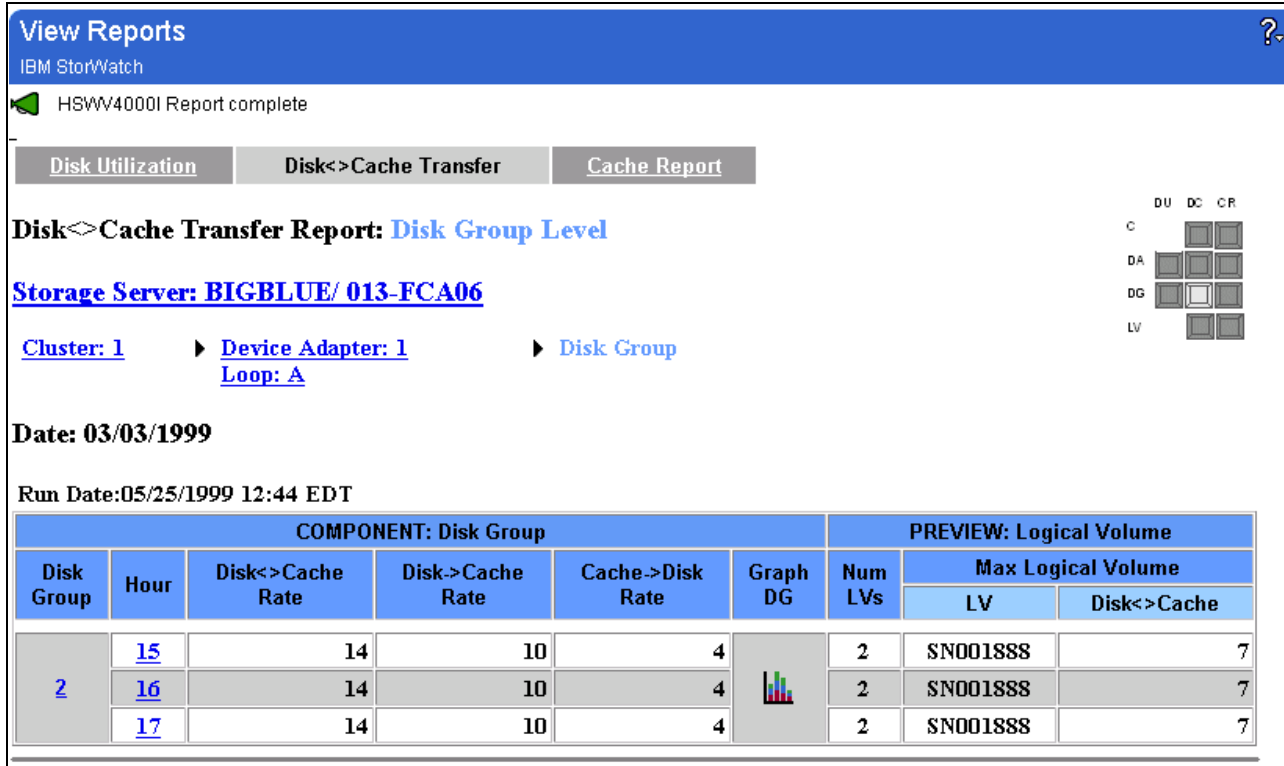 View Reports
?
IBM StorWatch
HSWV4000I Report complete
Disk Utilization Disk<>Cache Transfer Cache Report
DU DC CR
C
DA
DG
LV
Disk<>Cache Transfer Report: Disk Group Level
Storage Server: BIGBLUE/ 013-FCA06
Cluster: 1 Device Adapter: 1 Disk Group
Loop: A
Date: 03/03/1999
Run Date:05/25/1999 12:44 EDT
COMPONENT: Disk Group PREVIEW: Logical Volume
Disk Group Hour Disk<>Cache Rate Disk->Cache Rate Cache->Disk Rate Graph DG Num LVs Max Logical Volume
LV Disk<>Cache
2 15 14 10 4 2 SN001888 7
16 14 10 4 2 SN001888 7
17 14 10 4 2 SN001888 7